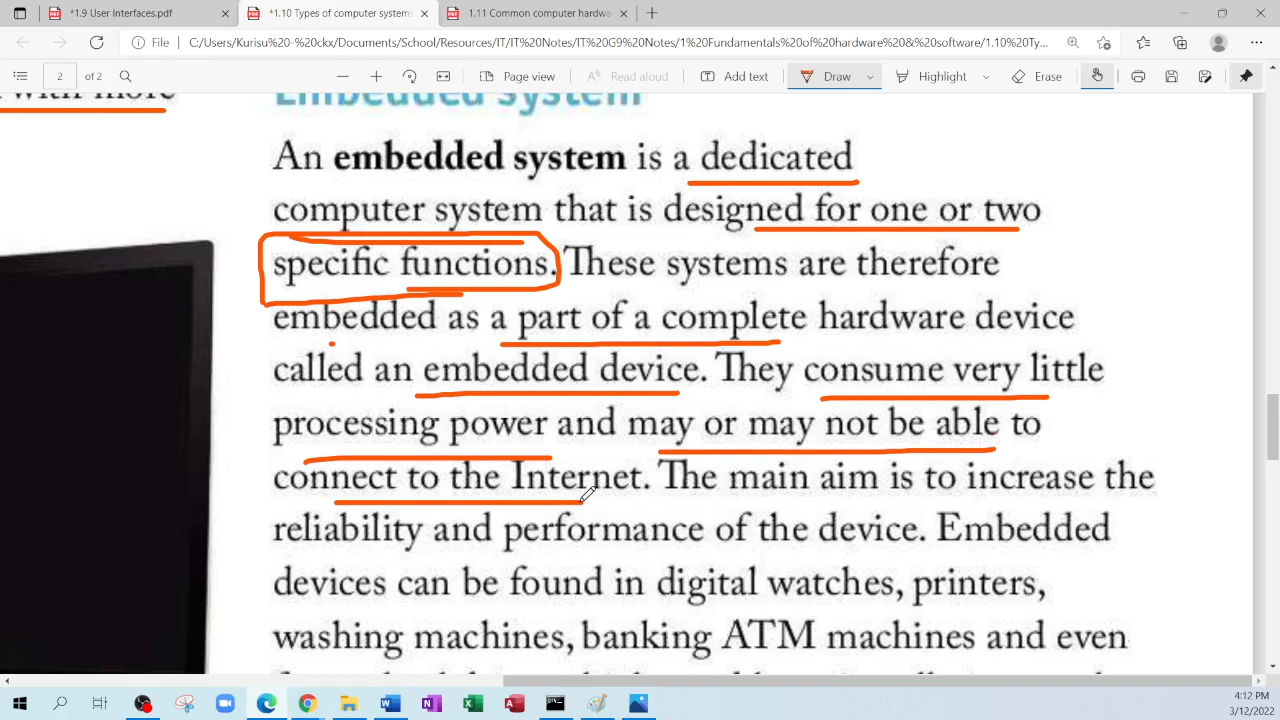 *1.9 User Interfaces.pdf
*1.10 Types of computer systems
1.11 Common computer hardwa
File
C:/Users/Kurisu%20-%20ckx/Documents/School/Resources/IT/IT%20Notes/IT%20G9%20Notes/1%20Fundamentals%20of%20hardware%20&%20software/1.10%20Ty...
2
of 2
Page view
Read aloud
Add text
Draw
Highlight
Erase
with more
Embedded system
An embedded system is a dedicated
computer system that is designed for one or two
specific functions. These systems are therefore
embedded as a part of a complete hardware device
called an embedded device. They consume very little
processing power and may or may not be able to
connect to the Internet. The main aim is to increase the
reliability and performance of the device. Embedded
devices can be found in digital watches, printers,
washing machines, banking ATM machines and even
4:12 PM
3/12/2022